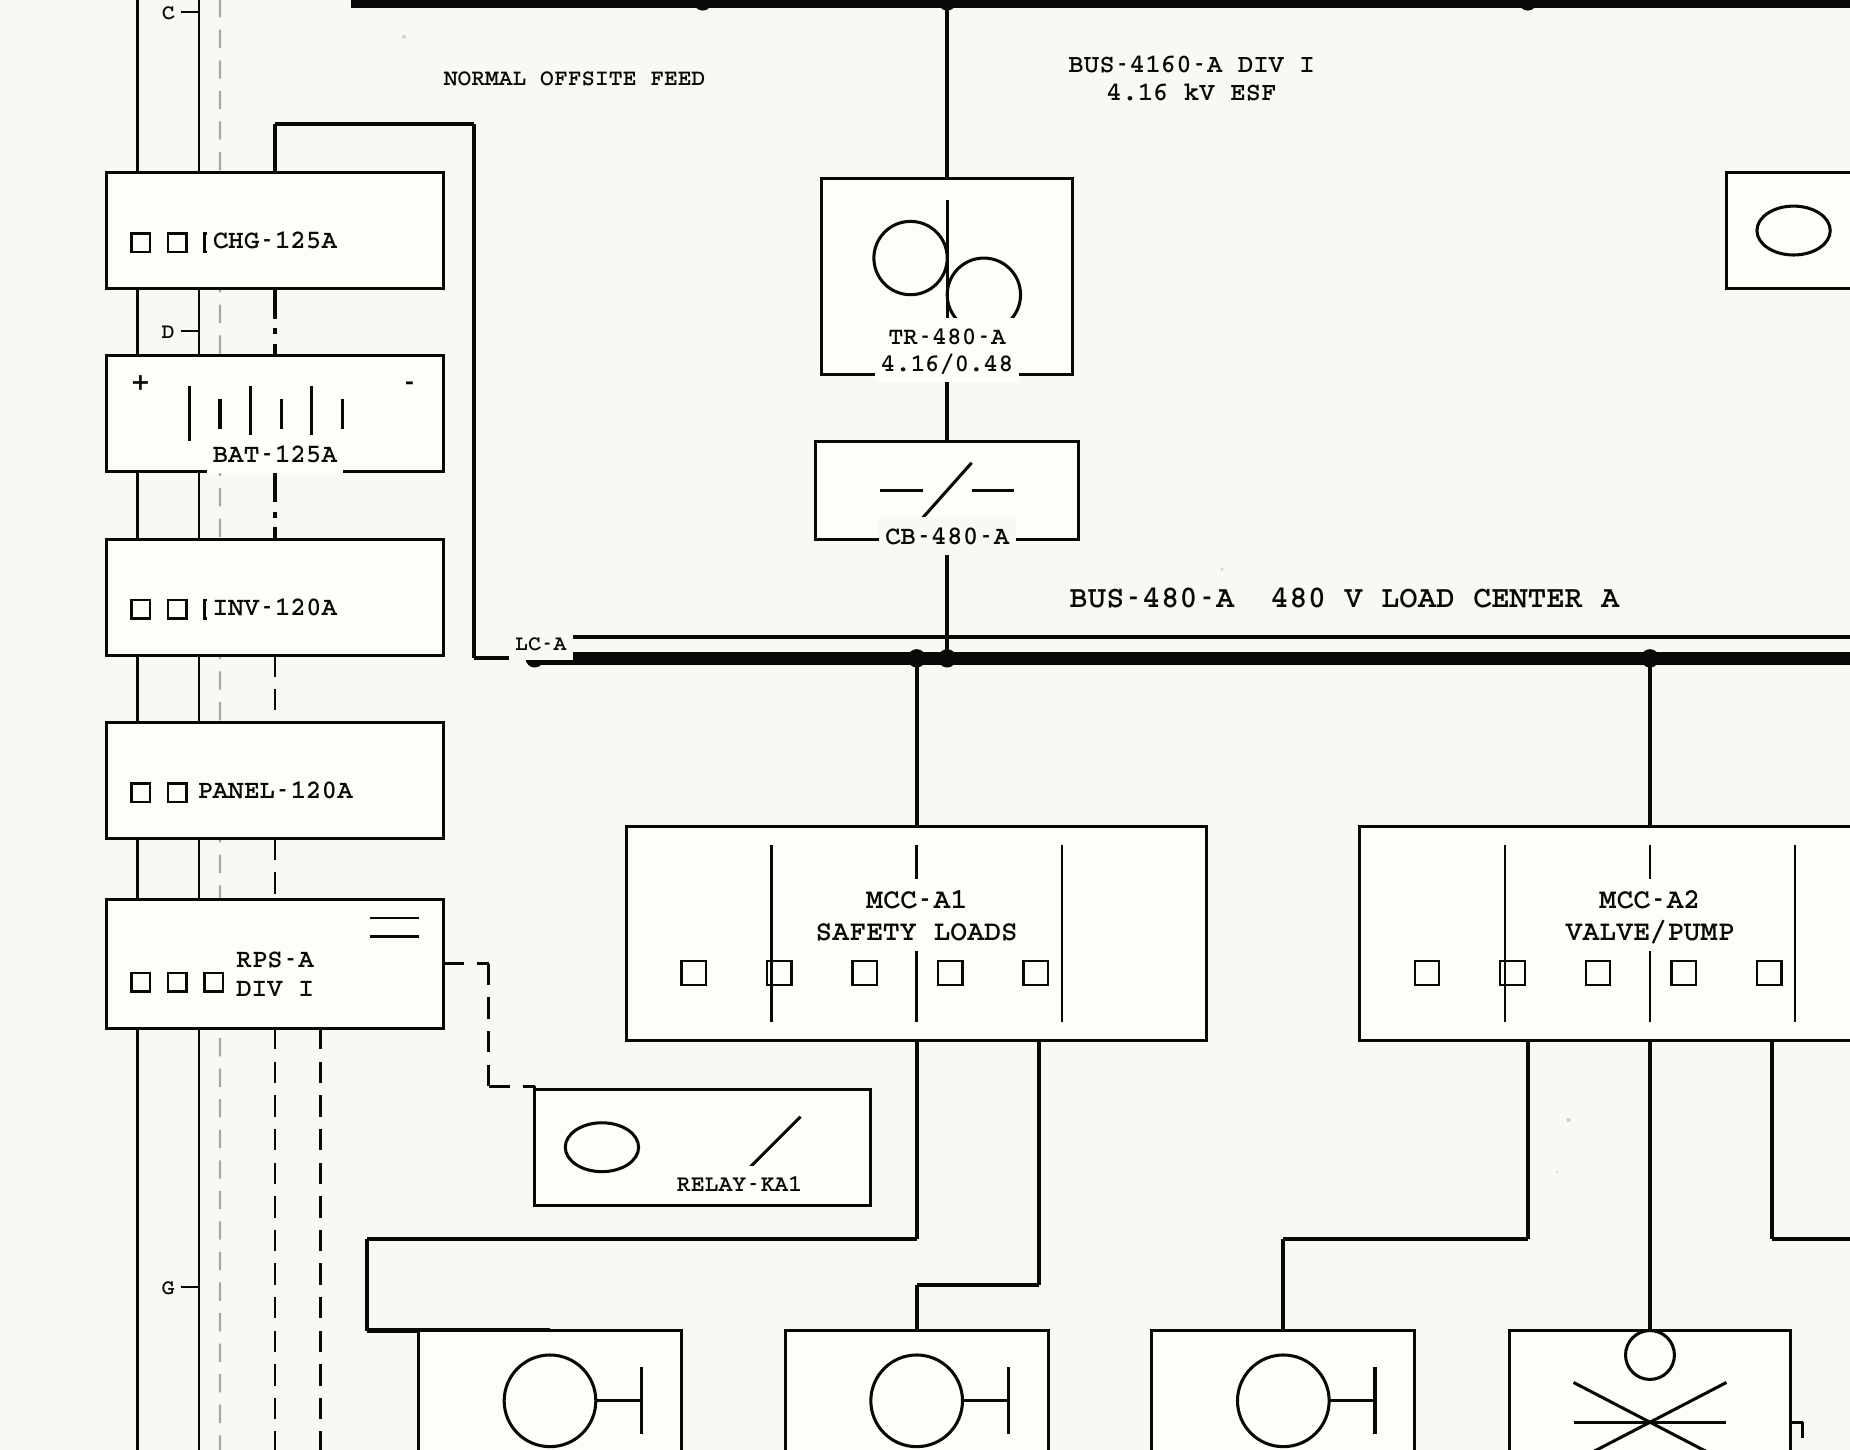 C
NORMAL OFFSITE FEED
BUS-4160-A DIV I
4.16 kV ESF
CHG-125A
D
TR-480-A
4.16/0.48
+ -
BAT-125A
CB-480-A
BUS-480-A 480 V LOAD CENTER A
INV-120A
LC-A
PANEL-120A
MCC-A1
SAFETY LOADS
MCC-A2
VALVE/PUMP
RPS-A
DIV I
RELAY-KA1
G